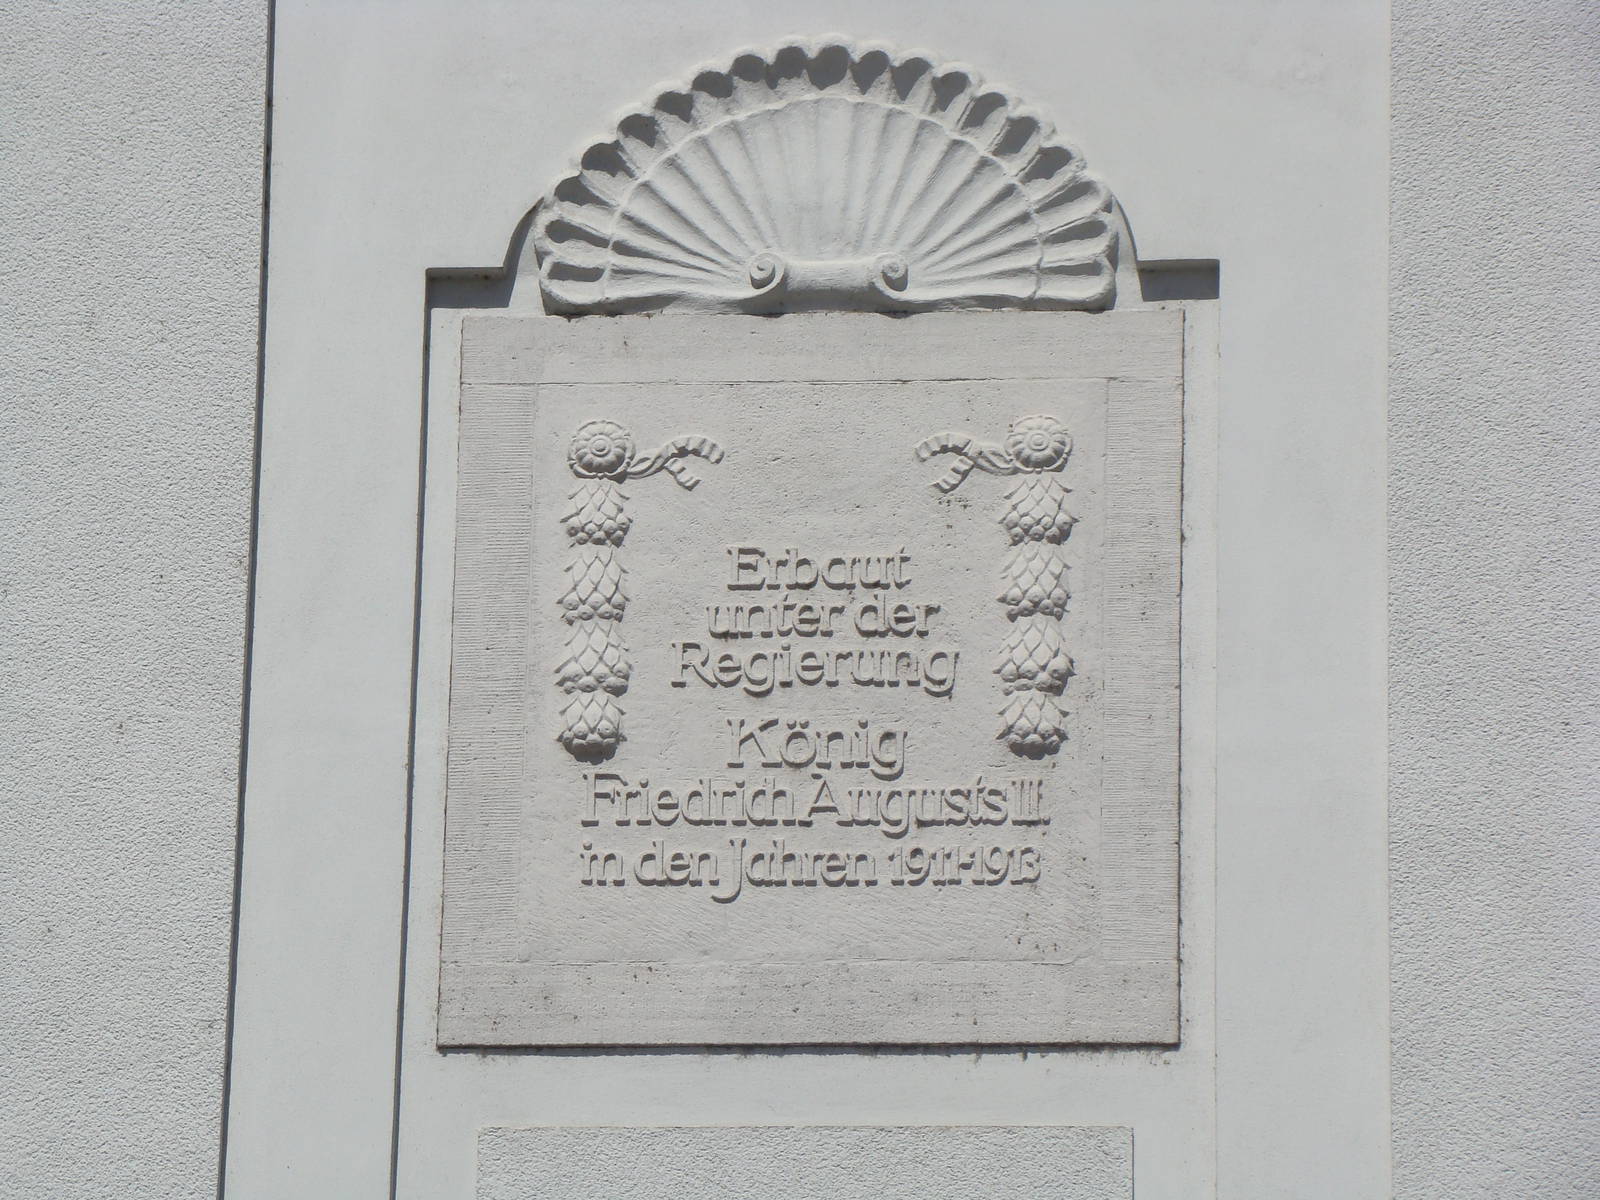 Erbaut
unter der
Regierung
König
Friedrich Augusts III.
in den Jahren 1911-1913